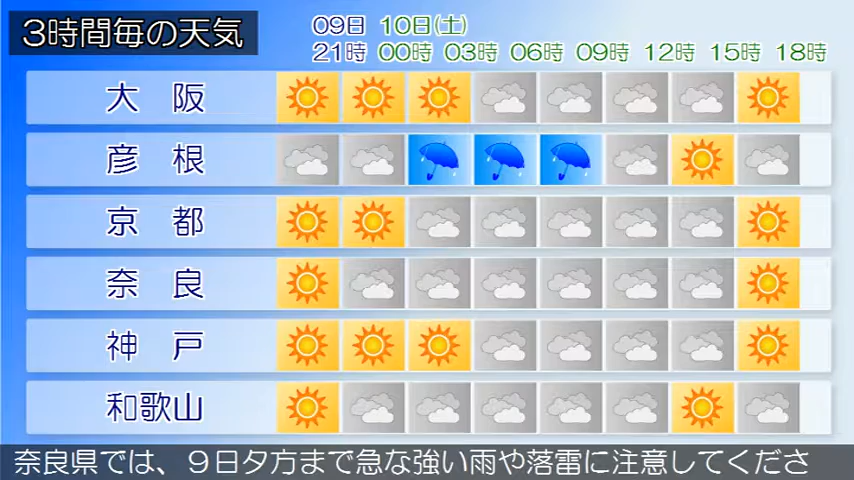 3時間毎の天気
09日 10日(土)
21時 00時 03時 06時 09時 12時 15時 18時
大 阪
彦 根
京 都
奈 良
神 戸
和歌山
奈良県では、９日夕方まで急な強い雨や落雷に注意してくださ